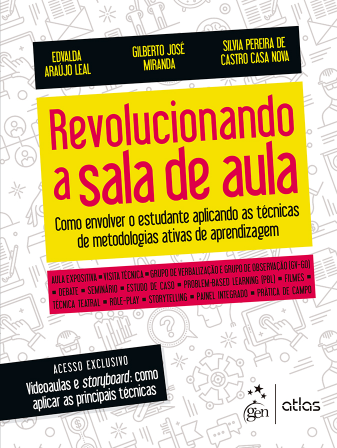 EDVALDA
ARAÚJO LEAL
GILBERTO JOSÉ
MIRANDA
SILVIA PEREIRA DE
CASTRO CASA NOVA
Revolucionando
a sala de aula
Como envolver o estudante aplicando as técnicas
de metodologias ativas de aprendizagem
AULA EXPOSITIVA • VISITA TÉCNICA • GRUPO DE VERBALIZAÇÃO E GRUPO DE OBSERVAÇÃO (GV-GO)
• DEBATE • SEMINÁRIO • ESTUDO DE CASO • PROBLEM-BASED LEARNING (PBL) • FILMES •
TÉCNICA TEATRAL • ROLE-PLAY • STORYTELLING • PAINEL INTEGRADO • PRÁTICA DE CAMPO
ACESSO EXCLUSIVO
Videoaulas e storyboard: como
aplicar as principais técnicas
gen
atlas